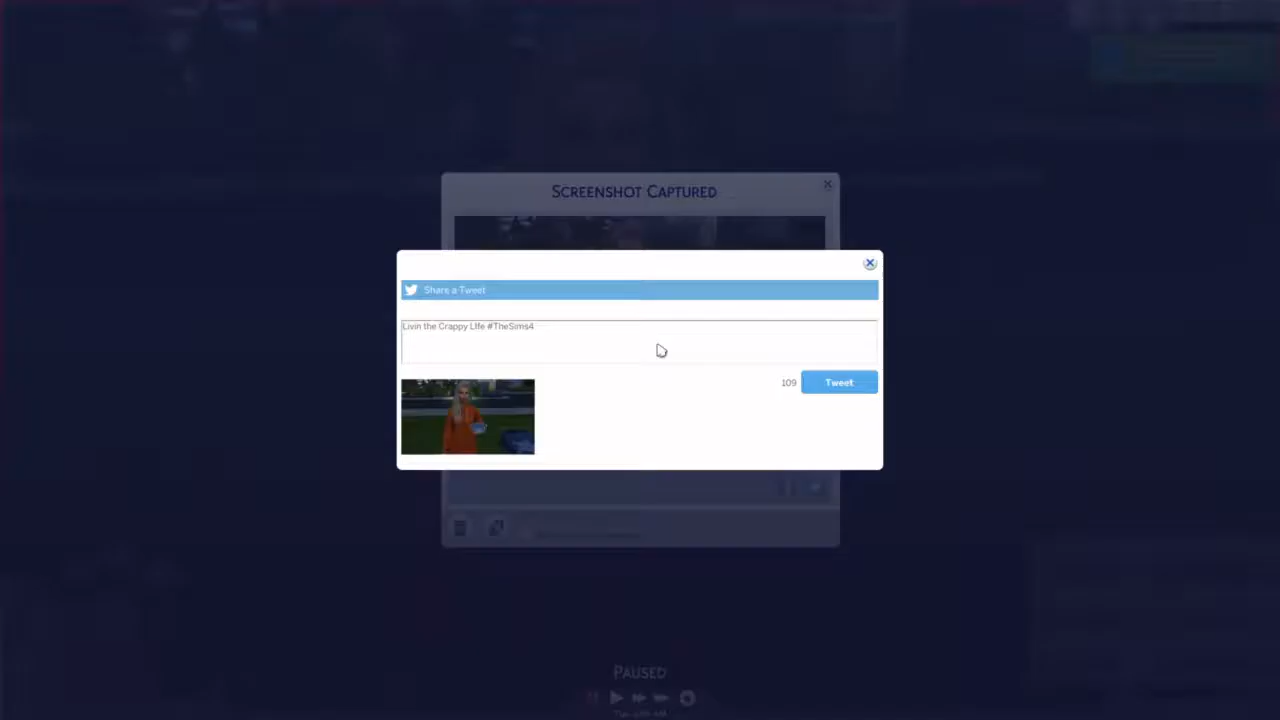 SCREENSHOT CAPTURED
Share a Tweet
Livin the Crappy LIfe #TheSims4
109
Tweet
PAUSED